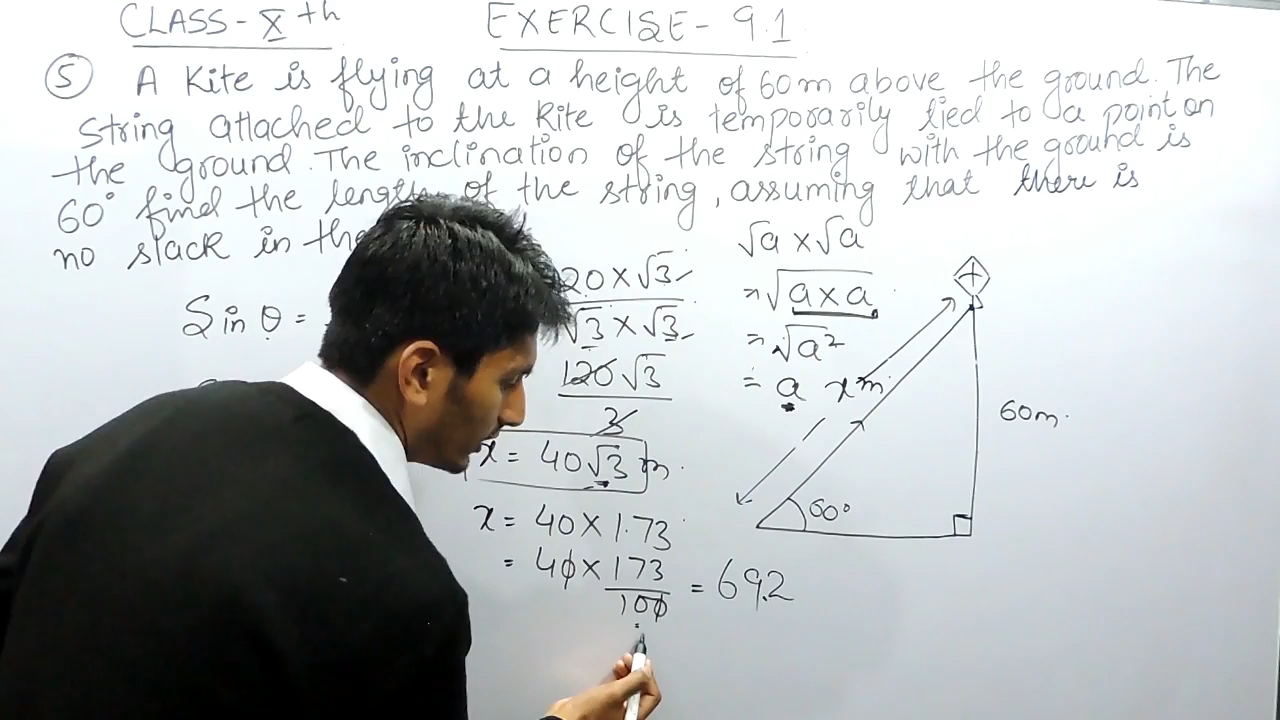 CLASS- Xth EXERCISE- 9.1
⑤ A Kite is flying at a height of 60m above the ground. The
string attached to the Kite is temporarily tied to a point on
the ground. The inclination of the string with the ground is
60° find the length of the string, assuming that there is
no slack in the
Sin θ =
20 × √3
√3 × √3
120√3
3
x = 40√3 m.
x = 40 × 1.73
= 40 × 173
100
= 69.2
√a × √a
= √a × a
= √a²
= a
x m
60m.
60°